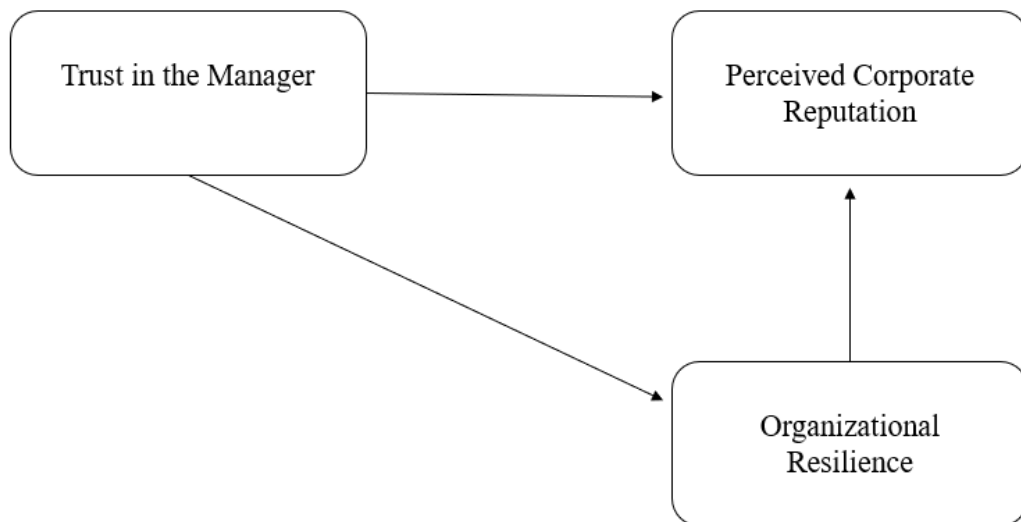 Trust in the Manager
Perceived Corporate
Reputation
Organizational
Resilience